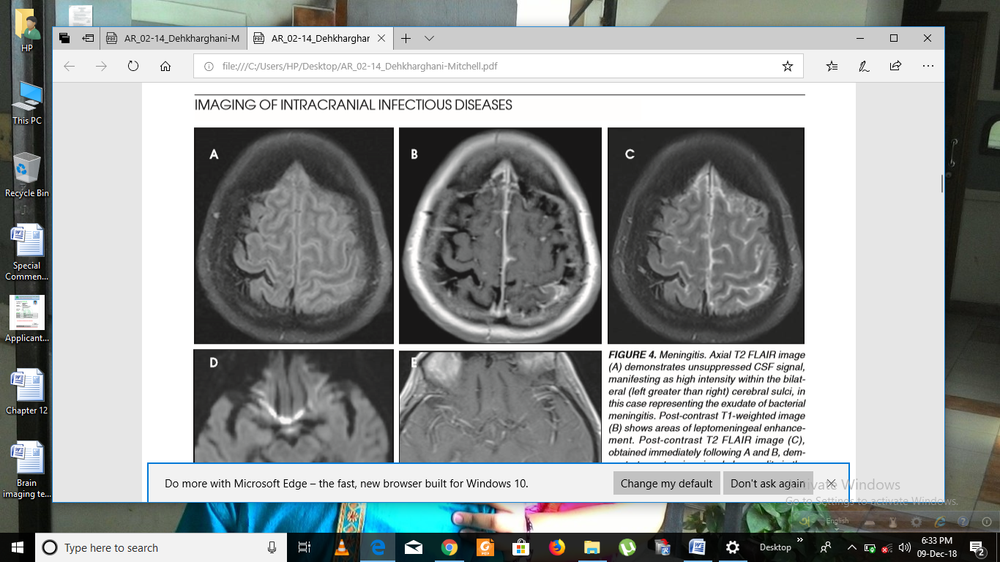 HP
This PC
Recycle Bin
Special
Commen...
Applicant...
Chapter 12
Brain
imaging te...
AR_02-14_Dehkharghani-M
AR_02-14_Dehkharghar
file:///C:/Users/HP/Desktop/AR_02-14_Dehkharghani-Mitchell.pdf
IMAGING OF INTRACRANIAL INFECTIOUS DISEASES
A
B
C
D
E
FIGURE 4. Meningitis. Axial T2 FLAIR image
(A) demonstrates unsuppressed CSF signal,
manifesting as high intensity within the bilat-
eral (left greater than right) cerebral sulci, in
this case representing the exudate of bacterial
meningitis. Post-contrast T1-weighted image
(B) shows areas of leptomeningeal enhance-
ment. Post-contrast T2 FLAIR image (C),
obtained immediately following A and B, dem-
Do more with Microsoft Edge – the fast, new browser built for Windows 10.
Change my default
Don't ask again
Activate Windows
Go to Settings to activate Windows.
English
Type here to search
Desktop
6:33 PM
09-Dec-18
2